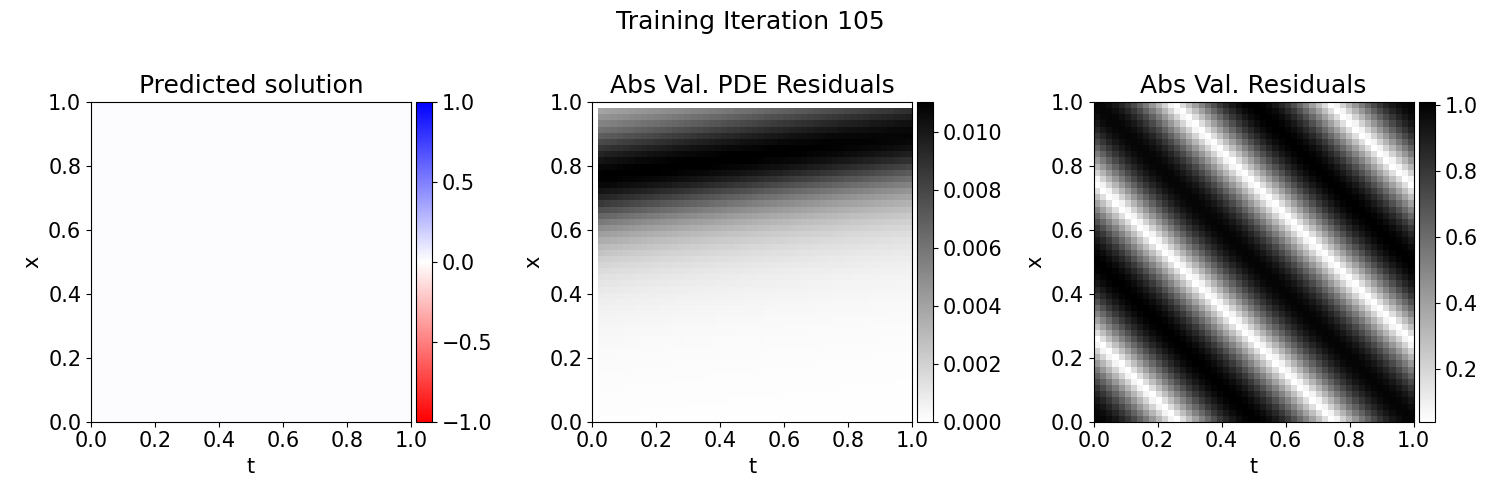 Training Iteration 105
Predicted solution
1.0
0.8
0.6
0.4
0.2
0.0
x
0.0 0.2 0.4 0.6 0.8 1.0
t
1.0
0.5
0.0
−0.5
−1.0
Abs Val. PDE Residuals
1.0
0.8
0.6
0.4
0.2
0.0
x
0.0 0.2 0.4 0.6 0.8 1.0
t
0.010
0.008
0.006
0.004
0.002
0.000
Abs Val. Residuals
1.0
0.8
0.6
0.4
0.2
0.0
x
0.0 0.2 0.4 0.6 0.8 1.0
t
1.0
0.8
0.6
0.4
0.2